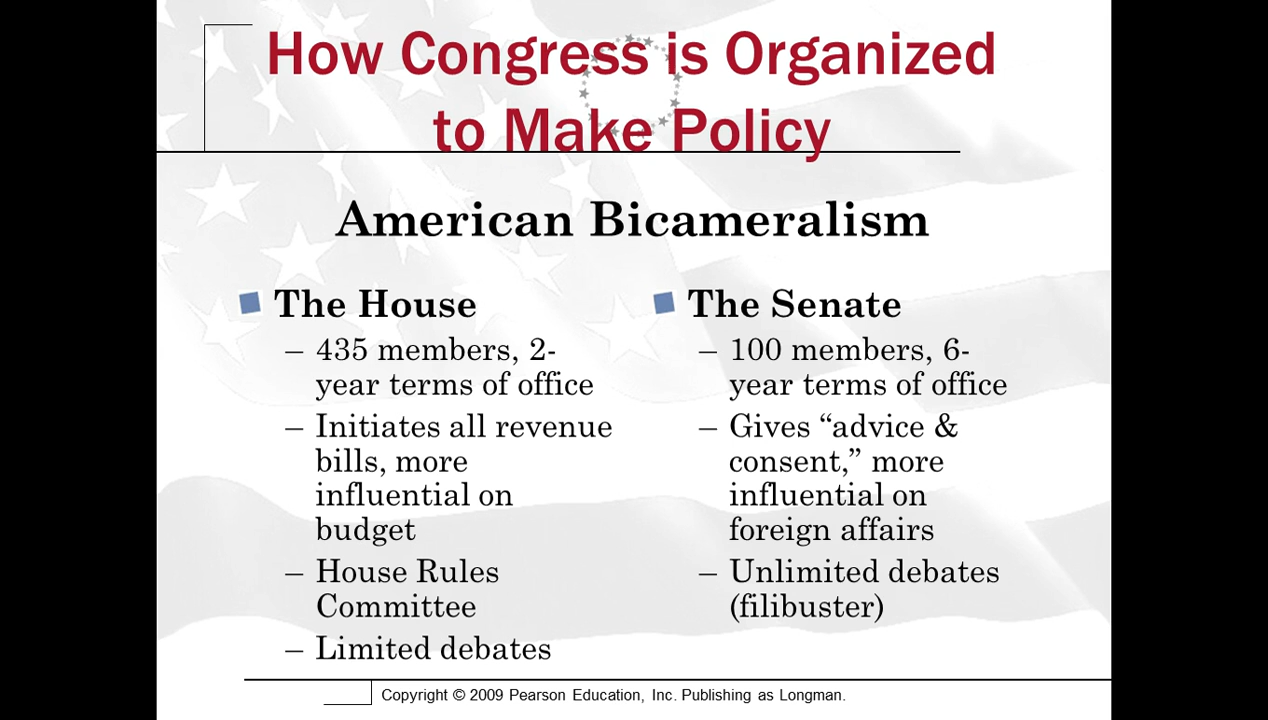 How Congress is Organized
to Make Policy
American Bicameralism
The House
– 435 members, 2-
year terms of office
– Initiates all revenue
bills, more
influential on
budget
– House Rules
Committee
– Limited debates
The Senate
– 100 members, 6-
year terms of office
– Gives “advice &
consent,” more
influential on
foreign affairs
– Unlimited debates
(filibuster)
Copyright © 2009 Pearson Education, Inc. Publishing as Longman.